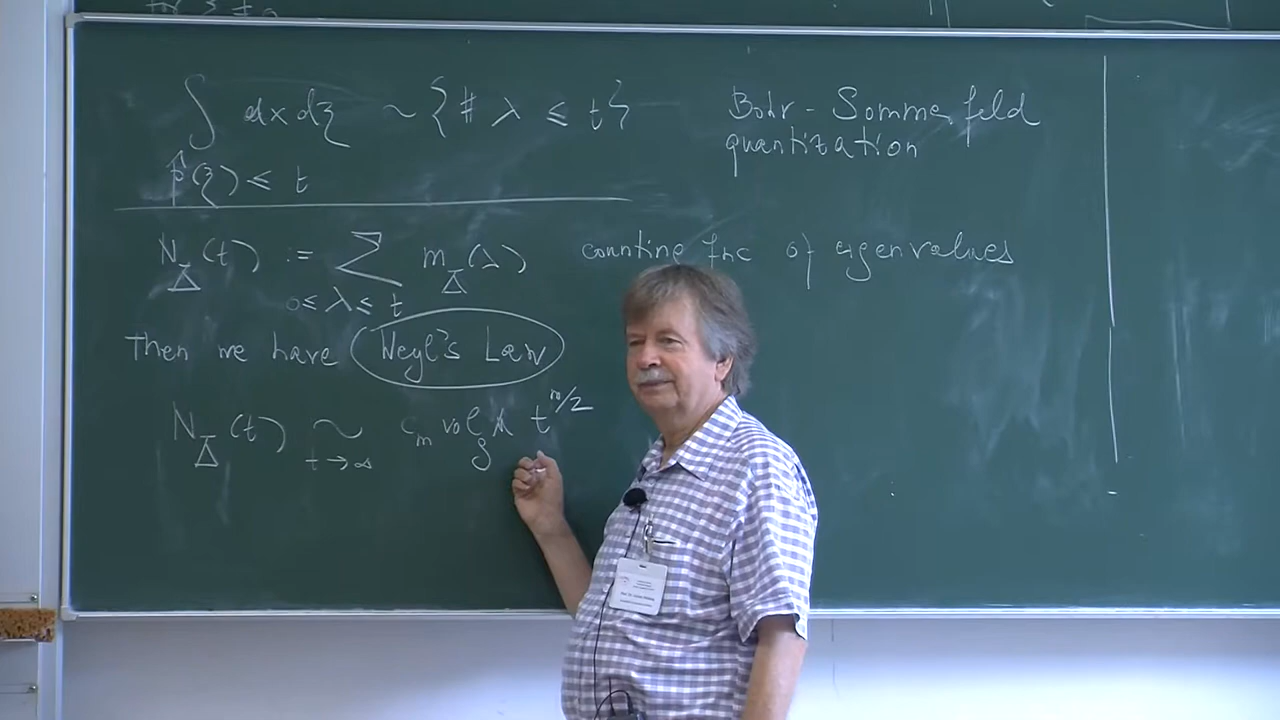 ∫ dx dξ ~ {# λ ≤ t} Bohr - Sommerfeld
p̂(ξ) ≤ t quantization
N_Δ̄(t) := Σ m_Δ̄(λ) counting fnc of eigenvalues
0 ≤ λ ≤ t
Then we have Weyl's Law
N_Δ̄(t) ~ c_m vol_g M t^{m/2}
t → ∞